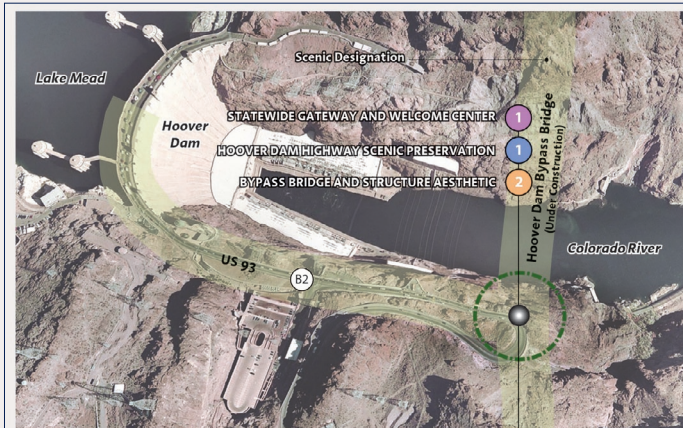 Scenic Designation
Lake Mead
STATEWIDE GATEWAY AND WELCOME CENTER
1
Hoover
Dam
HOOVER DAM HIGHWAY SCENIC PRESERVATION
1
BYPASS BRIDGE AND STRUCTURE AESTHETIC
2
Hoover Dam Bypass Bridge
(Under Construction)
Colorado River
US 93
B2